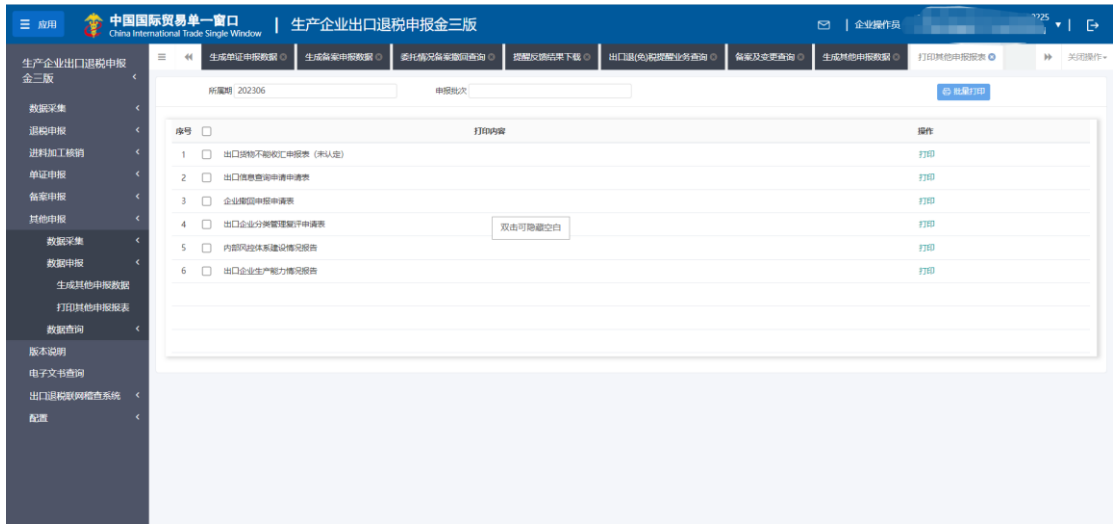 应用
中国国际贸易单一窗口
China International Trade Single Window
生产企业出口退税申报金三版
企业操作员
3225
生产企业出口退税申报金三版
数据采集
退税申报
进料加工核销
单证申报
备案申报
其他申报
数据采集
数据申报
生成其他申报数据
打印其他申报报表
数据查询
版本说明
电子文书查询
出口退税联网稽查系统
配置
生成单证申报数据
生成备案申报数据
委托情况备案撤回查询
提醒反馈结果下载
出口退(免)税提醒业务查询
备案及变更查询
生成其他申报数据
打印其他申报报表
关闭操作
所属期 202306
申报批次
批量打印
序号 打印内容 操作
1 出口货物不能收汇申报表（未认定） 打印
2 出口信息查询申请申请表 打印
3 企业撤回申报申请表 打印
4 出口企业分类管理复评申请表 打印
5 内部风控体系建设情况报告 打印
6 出口企业生产能力情况报告 打印
双击可隐藏空白